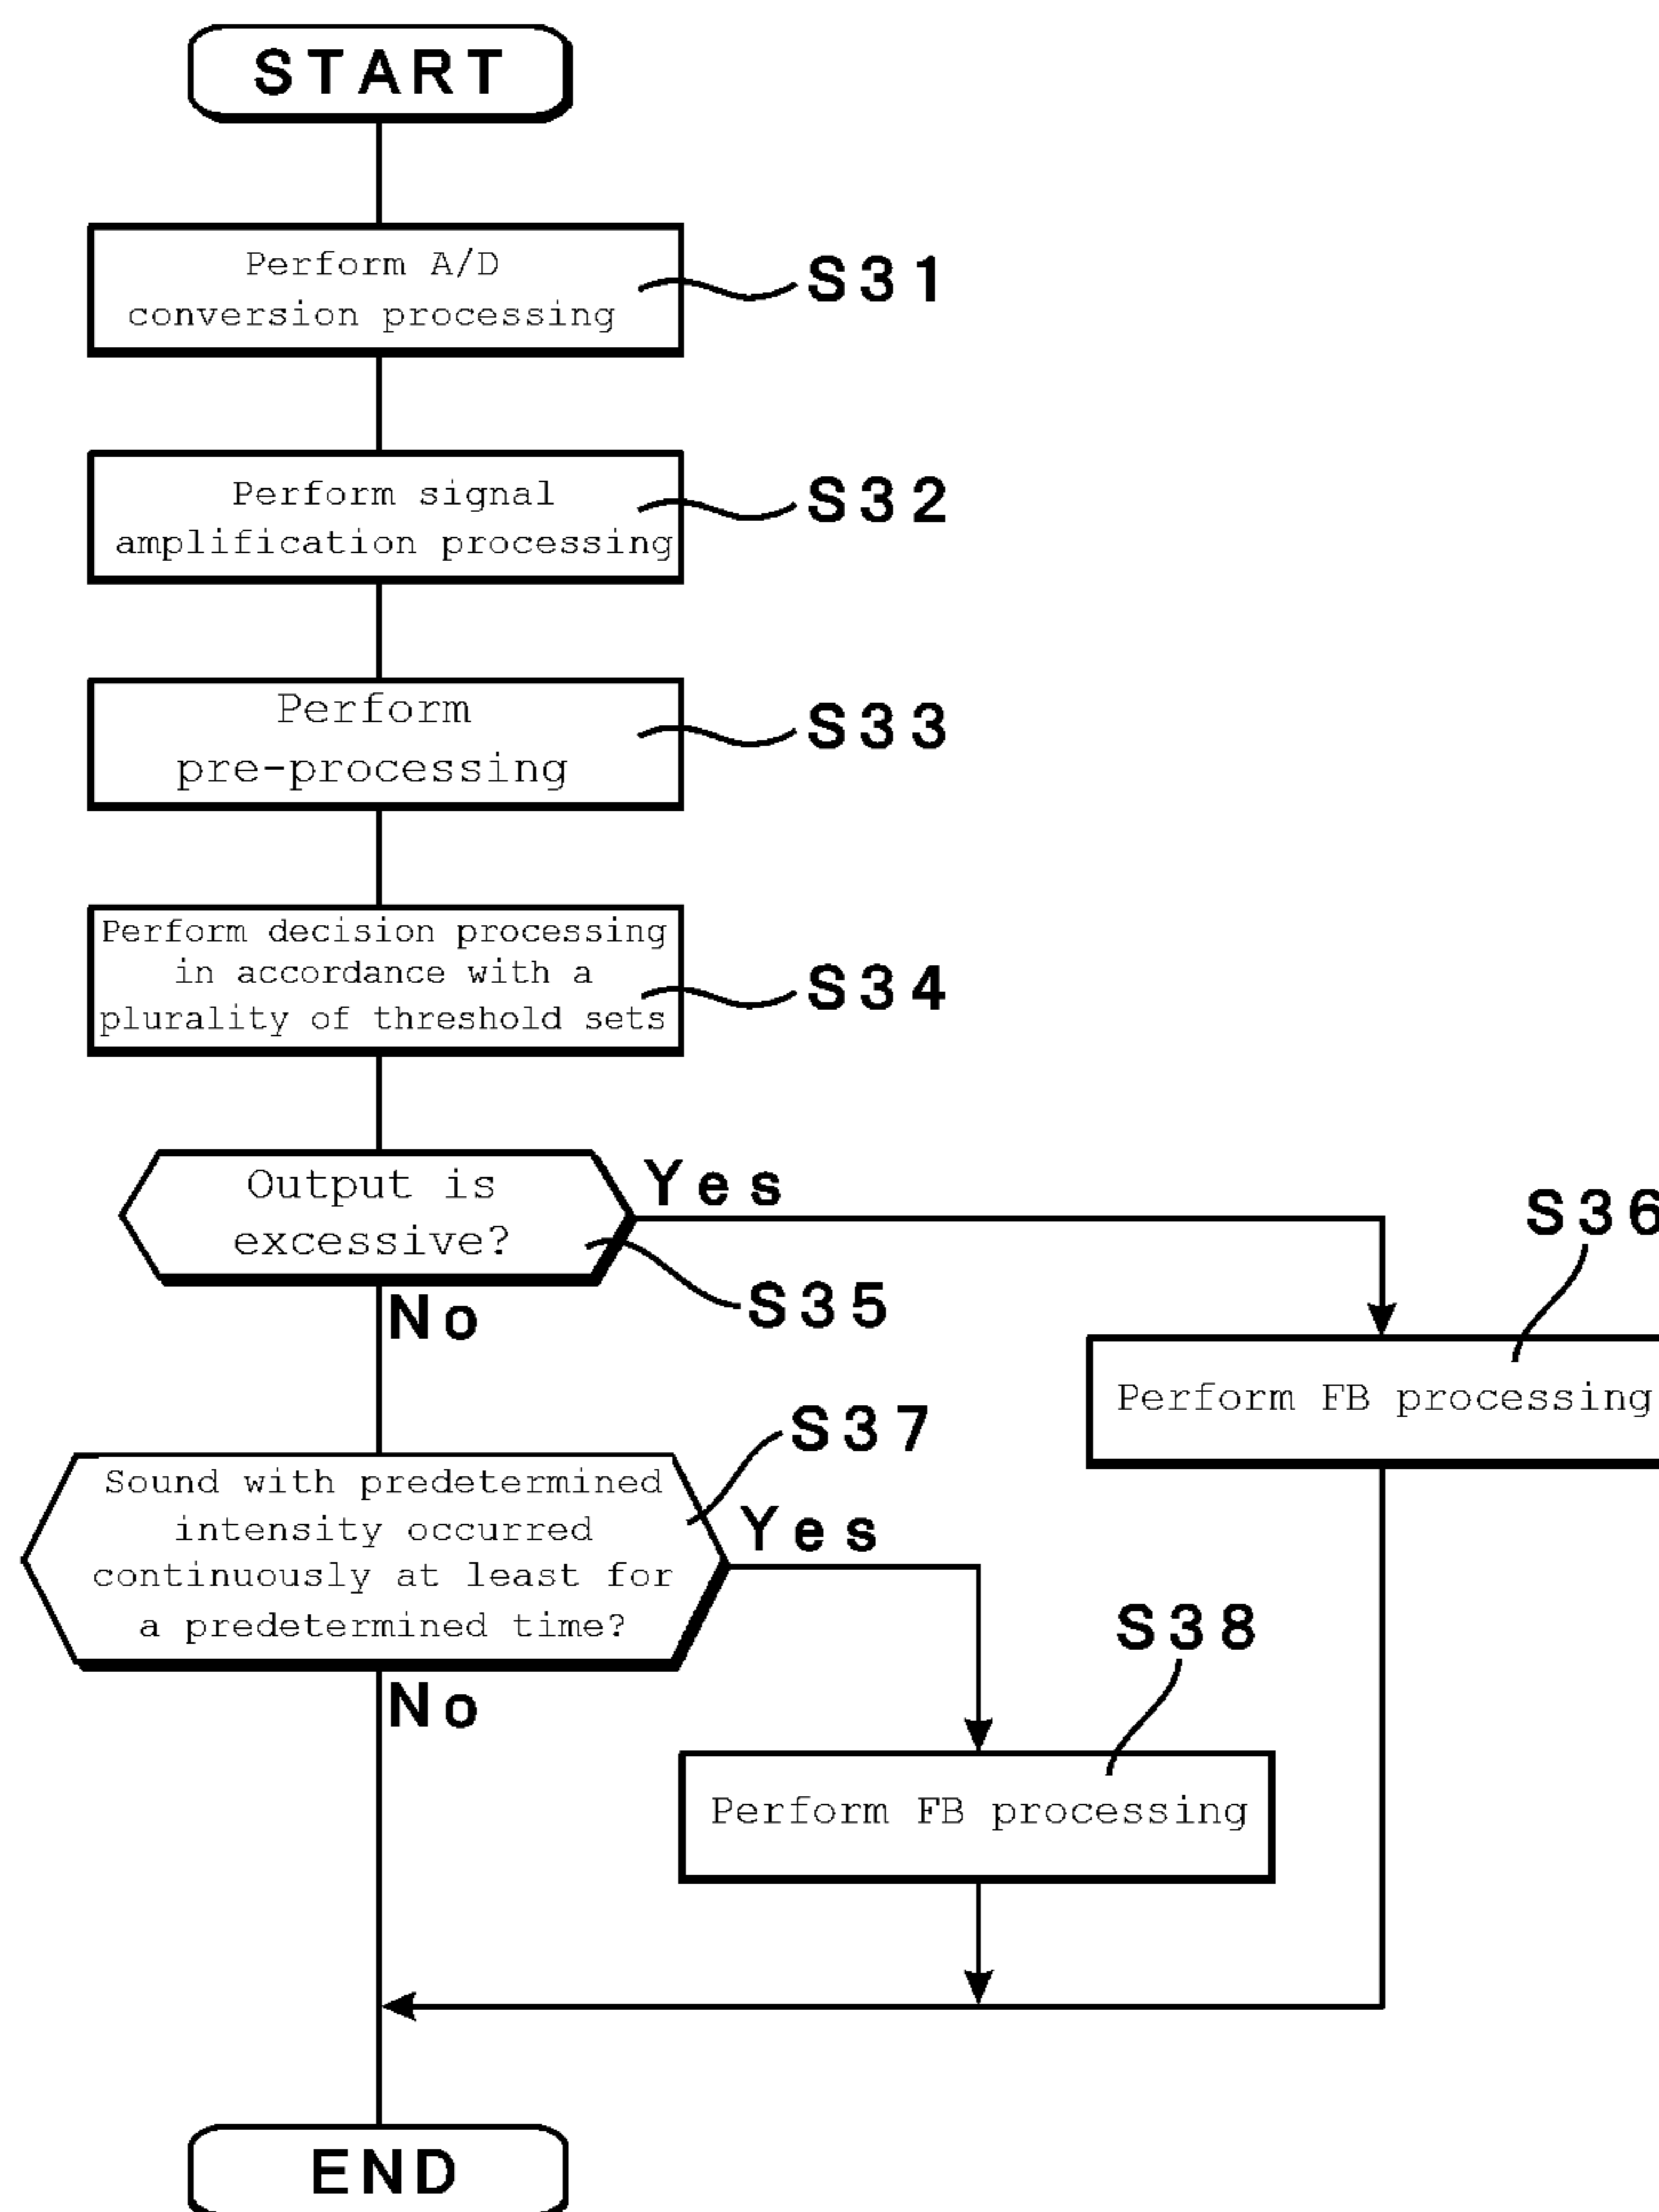 START
Perform A/D
conversion processing
S31
Perform signal
amplification processing
S32
Perform
pre-processing
S33
Perform decision processing
in accordance with a
plurality of threshold sets
S34
Output is
excessive?
Yes
S35
No
S36
Perform FB processing
S37
Sound with predetermined
intensity occurred
continuously at least for
a predetermined time?
Yes
No
S38
Perform FB processing
END